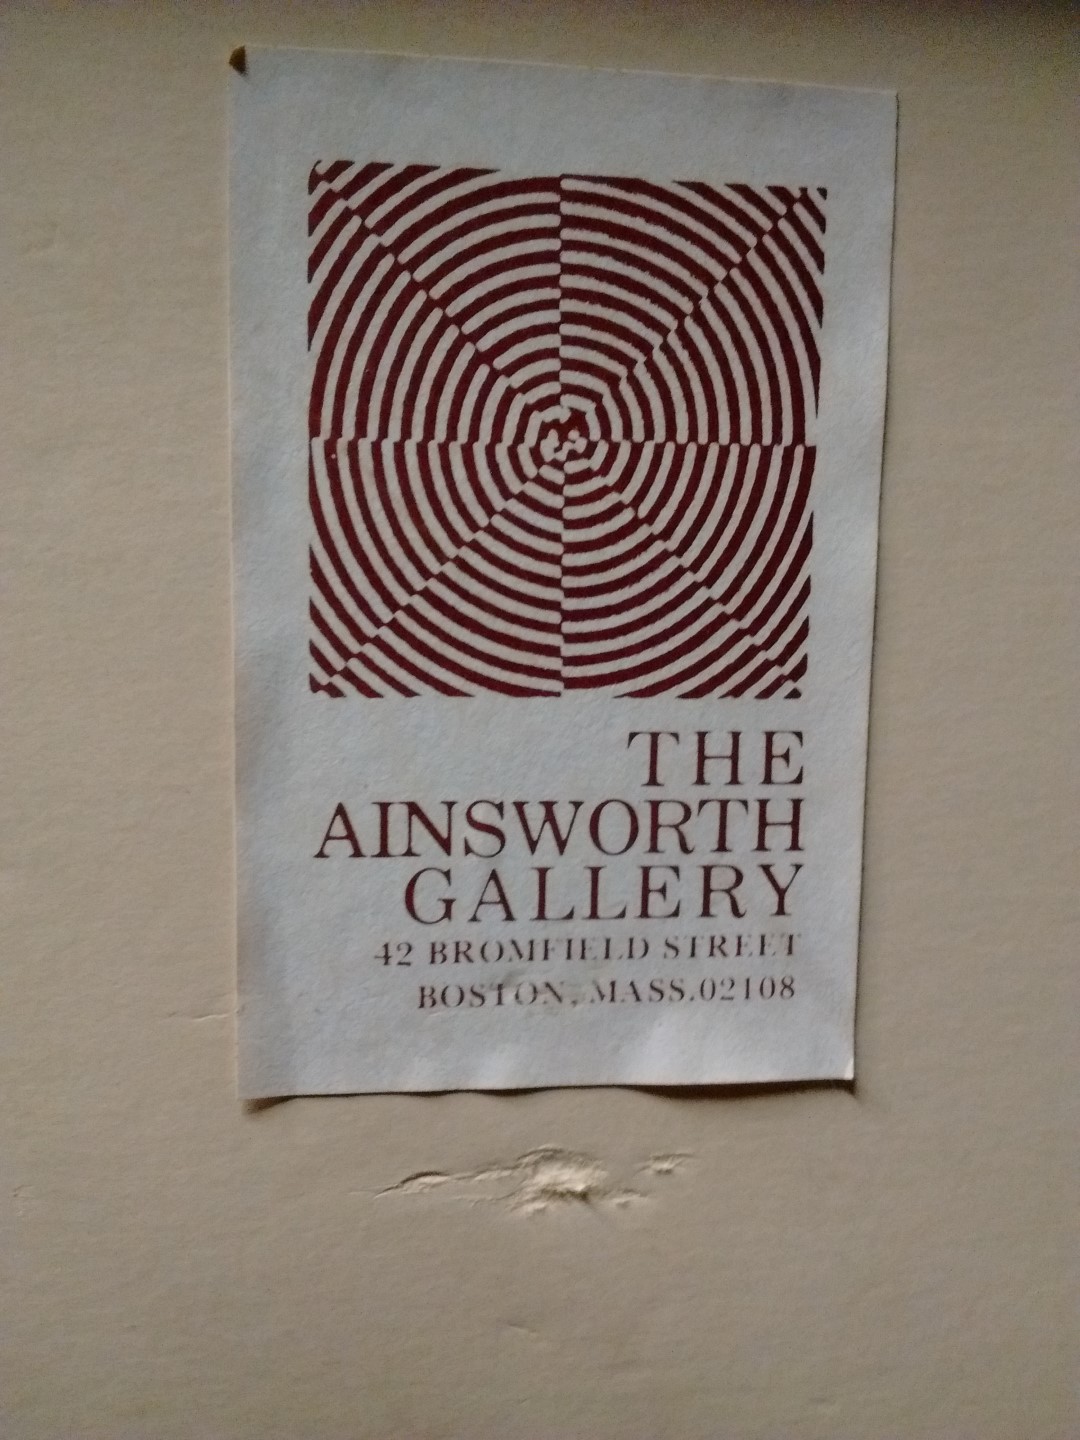 THE
AINSWORTH
GALLERY
42 BROMFIELD STREET
BOSTON, MASS.02108